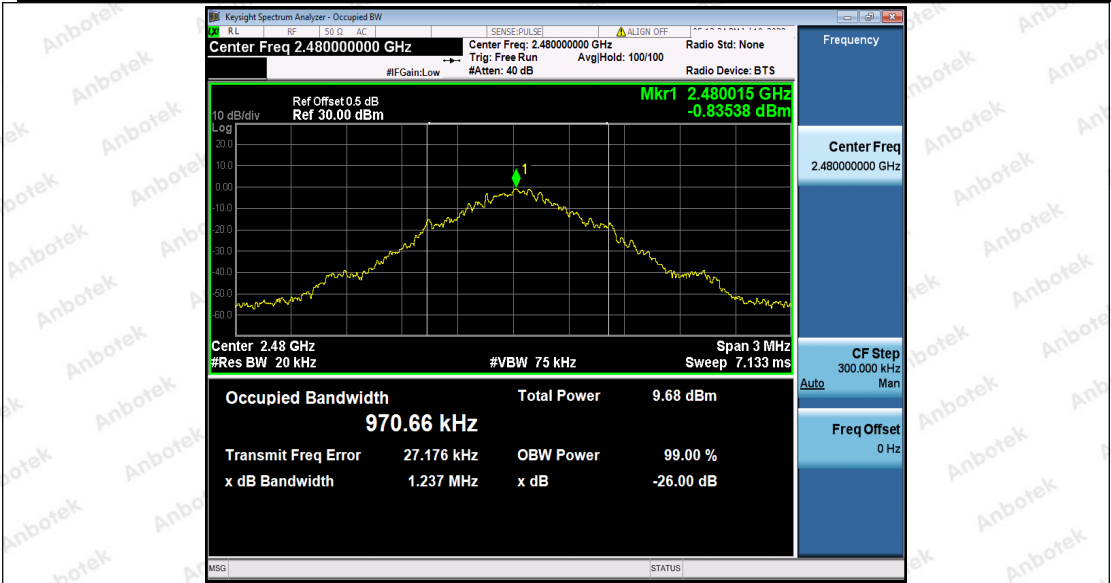 Keysight Spectrum Analyzer - Occupied BW
RL RF 50 Ω AC SENSE:PULSE ALIGN OFF
Center Freq 2.480000000 GHz
Center Freq: 2.480000000 GHz
Radio Std: None
Trig: Free Run Avg|Hold: 100/100
#IFGain:Low #Atten: 40 dB Radio Device: BTS
Ref Offset 0.5 dB
10 dB/div Ref 30.00 dBm
Mkr1 2.480015 GHz
-0.83538 dBm
Log
20.0
10.0
0.00
-10.0
-20.0
-30.0
-40.0
-50.0
-60.0
1
Center 2.48 GHz Span 3 MHz
#Res BW 20 kHz #VBW 75 kHz Sweep 7.133 ms
Occupied Bandwidth Total Power 9.68 dBm
970.66 kHz
Transmit Freq Error 27.176 kHz OBW Power 99.00 %
x dB Bandwidth 1.237 MHz x dB -26.00 dB
MSG STATUS
Frequency
Center Freq
2.480000000 GHz
CF Step
300.000 kHz
Auto Man
Freq Offset
0 Hz
Anbotek